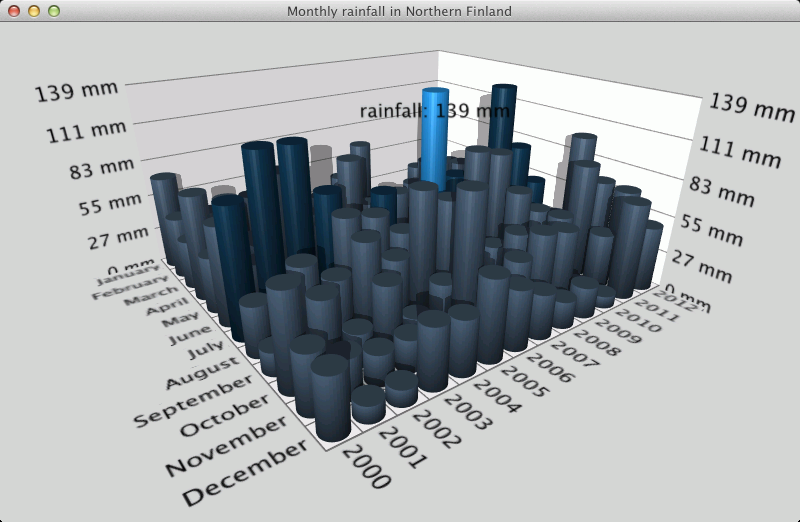 Monthly rainfall in Northern Finland
139 mm
111 mm
83 mm
55 mm
27 mm
0 mm
rainfall: 139 mm
139 mm
111 mm
83 mm
55 mm
27 mm
0 mm
January
February
March
April
May
June
July
August
September
October
November
December
2000
2001
2002
2003
2004
2005
2006
2007
2008
2009
2010
2011
2012